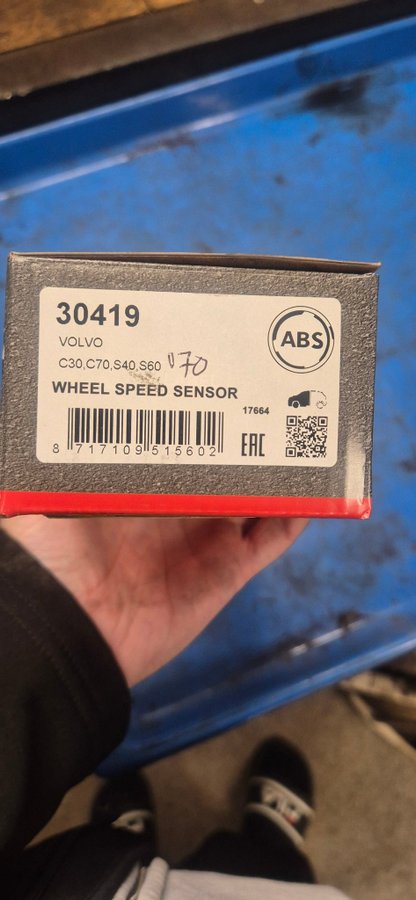 30419
VOLVO
C30,C70,S40,S60 V70
WHEEL SPEED SENSOR
ABS
17664
8 717109 515602
EAC